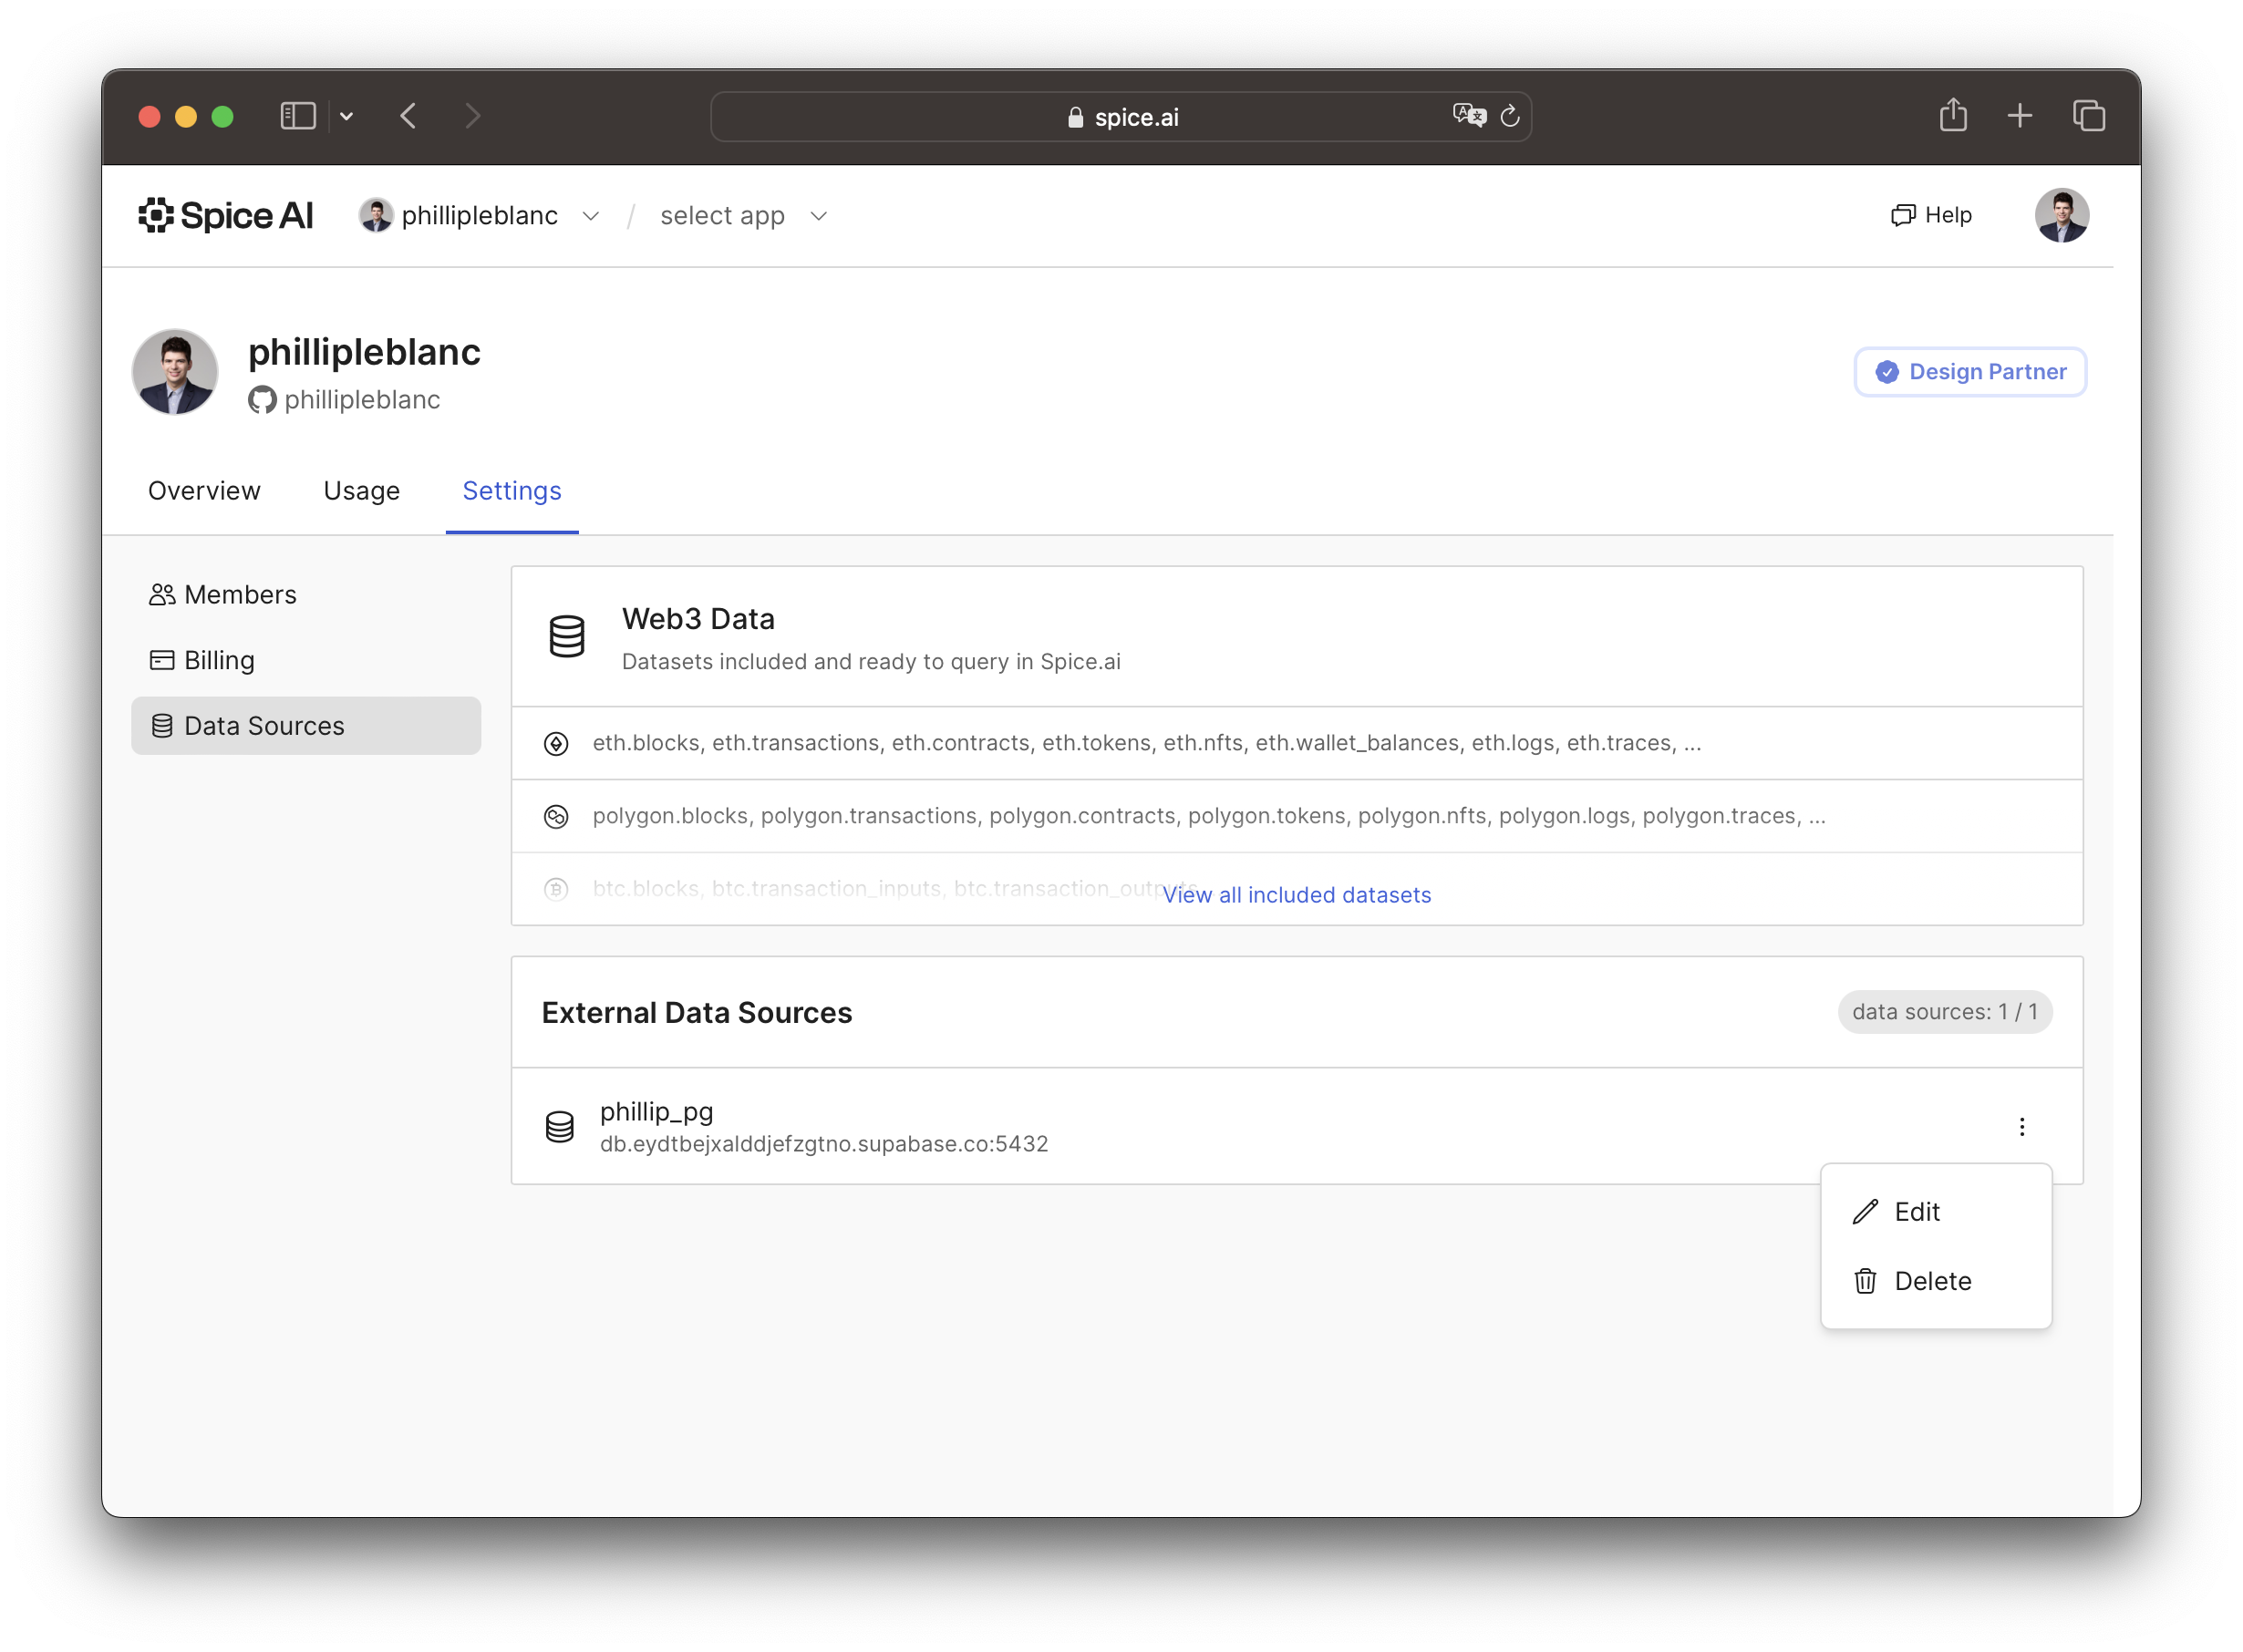 spice.ai
Spice AI
phillipleblanc / select app
Help
phillipleblanc
phillipleblanc
Design Partner
Overview
Usage
Settings
Members
Billing
Data Sources
Web3 Data
Datasets included and ready to query in Spice.ai
eth.blocks, eth.transactions, eth.contracts, eth.tokens, eth.nfts, eth.wallet_balances, eth.logs, eth.traces, ...
polygon.blocks, polygon.transactions, polygon.contracts, polygon.tokens, polygon.nfts, polygon.logs, polygon.traces, ...
btc.blocks, btc.transaction_inputs, btc.transaction_outputs
View all included datasets
External Data Sources
data sources: 1 / 1
phillip_pg
db.eydtbejxalddjefzgtno.supabase.co:5432
Edit
Delete